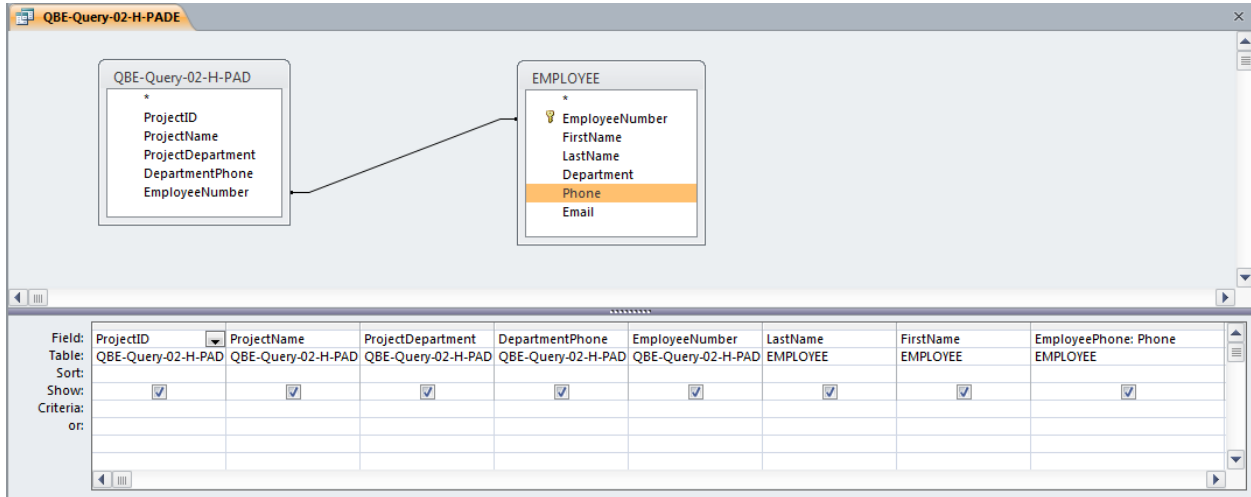 QBE-Query-02-H-PADE
QBE-Query-02-H-PAD
*
ProjectID
ProjectName
ProjectDepartment
DepartmentPhone
EmployeeNumber
EMPLOYEE
*
EmployeeNumber
FirstName
LastName
Department
Phone
Email
Field: ProjectID ProjectName ProjectDepartment DepartmentPhone EmployeeNumber LastName FirstName EmployeePhone: Phone
Table: QBE-Query-02-H-PAD QBE-Query-02-H-PAD QBE-Query-02-H-PAD QBE-Query-02-H-PAD QBE-Query-02-H-PAD EMPLOYEE EMPLOYEE EMPLOYEE
Sort:
Show:
Criteria:
or: